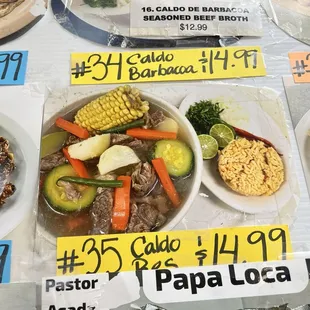 16. CALDO DE BARBACOA
SEASONED BEEF BROTH
$12.99
99
#34 Caldo $14.99
Barbacoa
#35 Caldo $14.99
Res
Pastor
Papa Loca